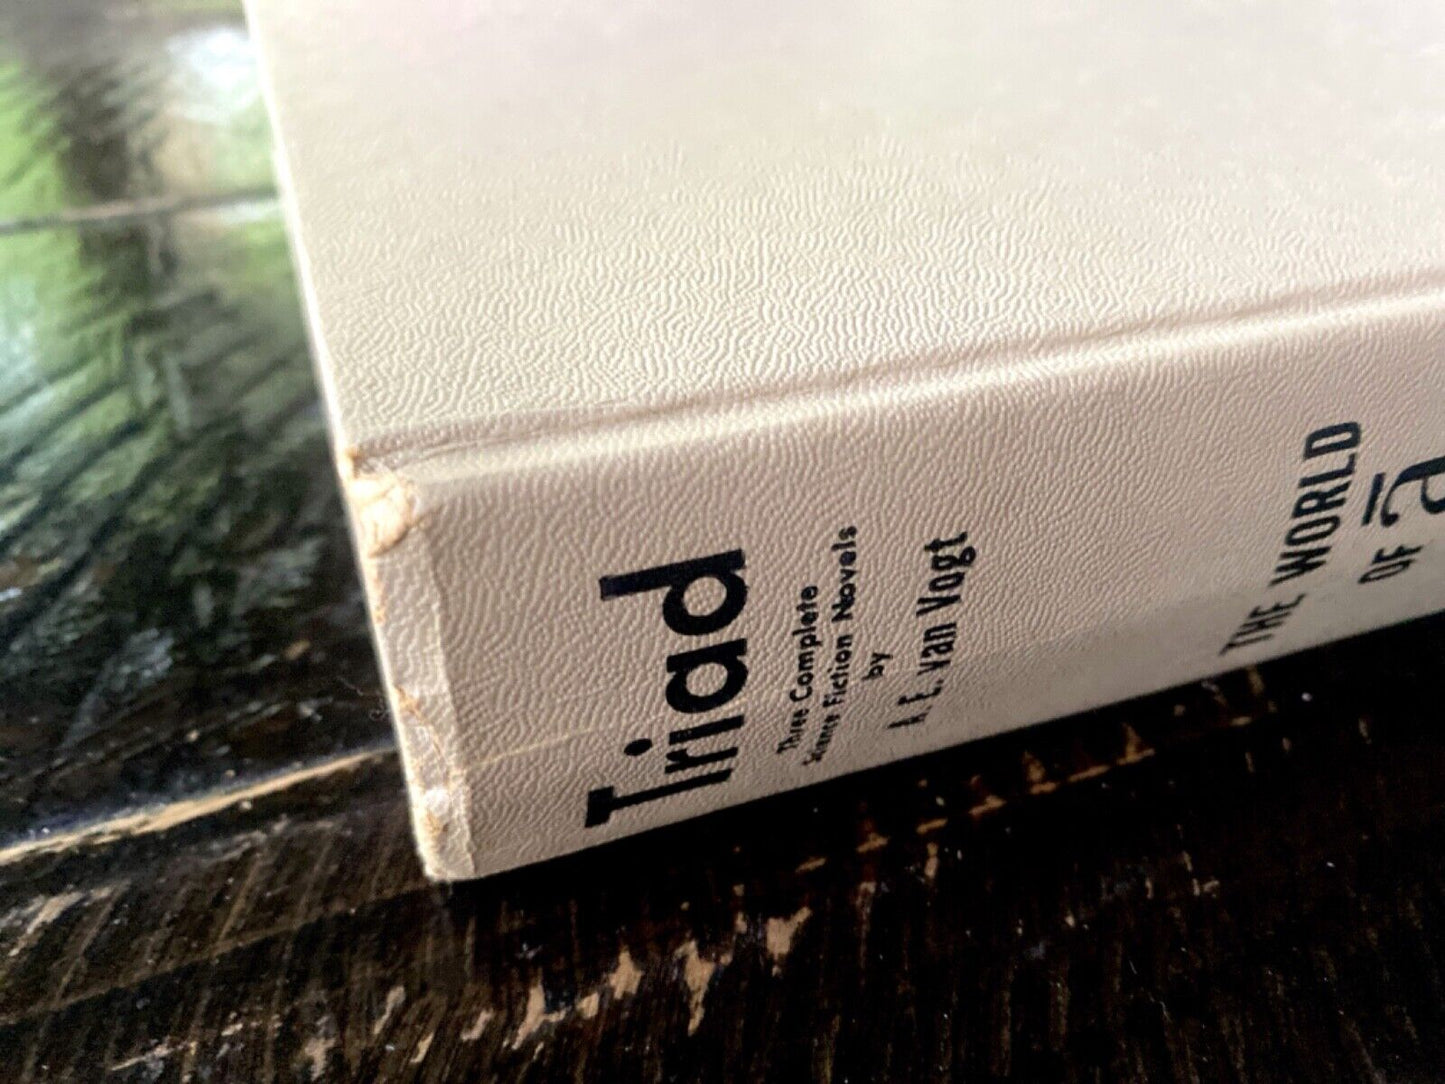 Triad
Three Complete
Science Fiction Novels
by
A. E. van Vogt
THE WORLD
OF ā